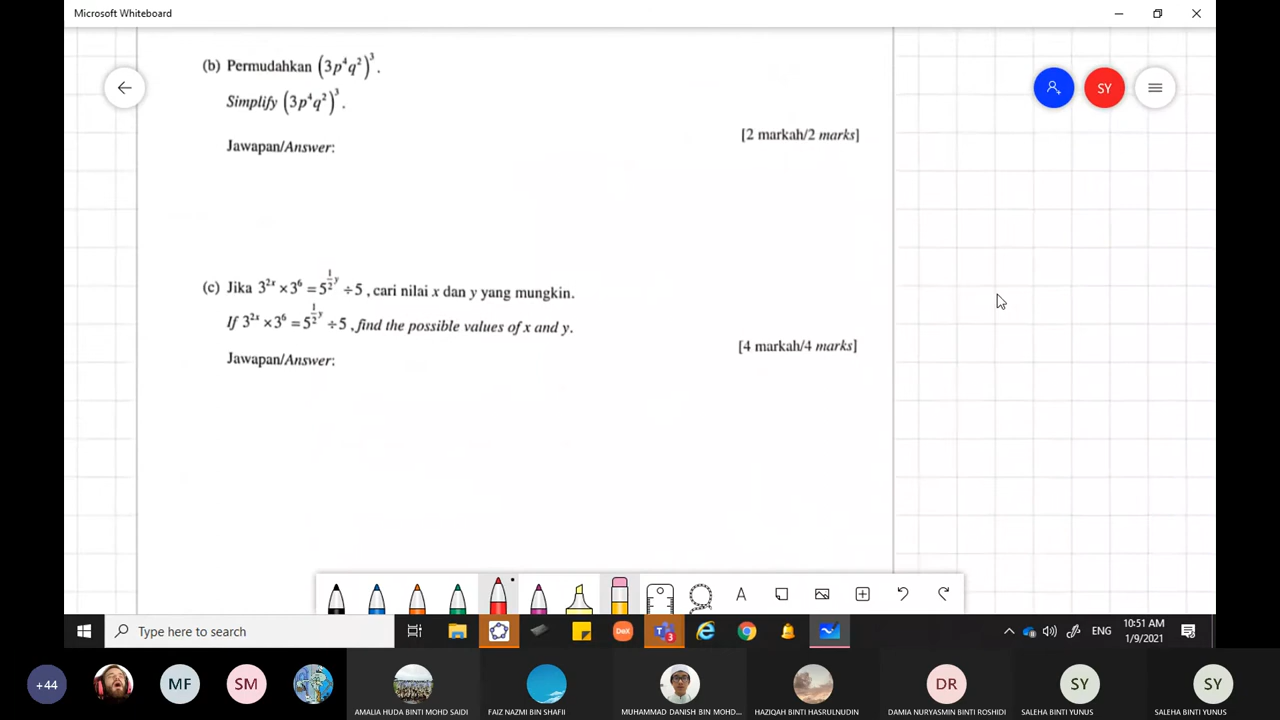 Microsoft Whiteboard
(b) Permudahkan (3p⁴q²)³.
Simplify (3p⁴q²)³.
[2 markah/2 marks]
Jawapan/Answer:
SY
(c) Jika 3²ˣ × 3⁶ = 5^(1/2 y) ÷ 5, cari nilai x dan y yang mungkin.
If 3²ˣ × 3⁶ = 5^(1/2 y) ÷ 5, find the possible values of x and y.
[4 markah/4 marks]
Jawapan/Answer:
A
Type here to search
DeX
3
ENG
10:51 AM
1/9/2021
+44
MF
SM
AMALIA HUDA BINTI MOHD SAIDI
FAIZ NAZMI BIN SHAFII
MUHAMMAD DANISH BIN MOHD...
HAZIQAH BINTI HASRULNUDIN
DR
DAMIA NURYASMIN BINTI ROSHIDI
SY
SALEHA BINTI YUNUS
SY
SALEHA BINTI YUNUS